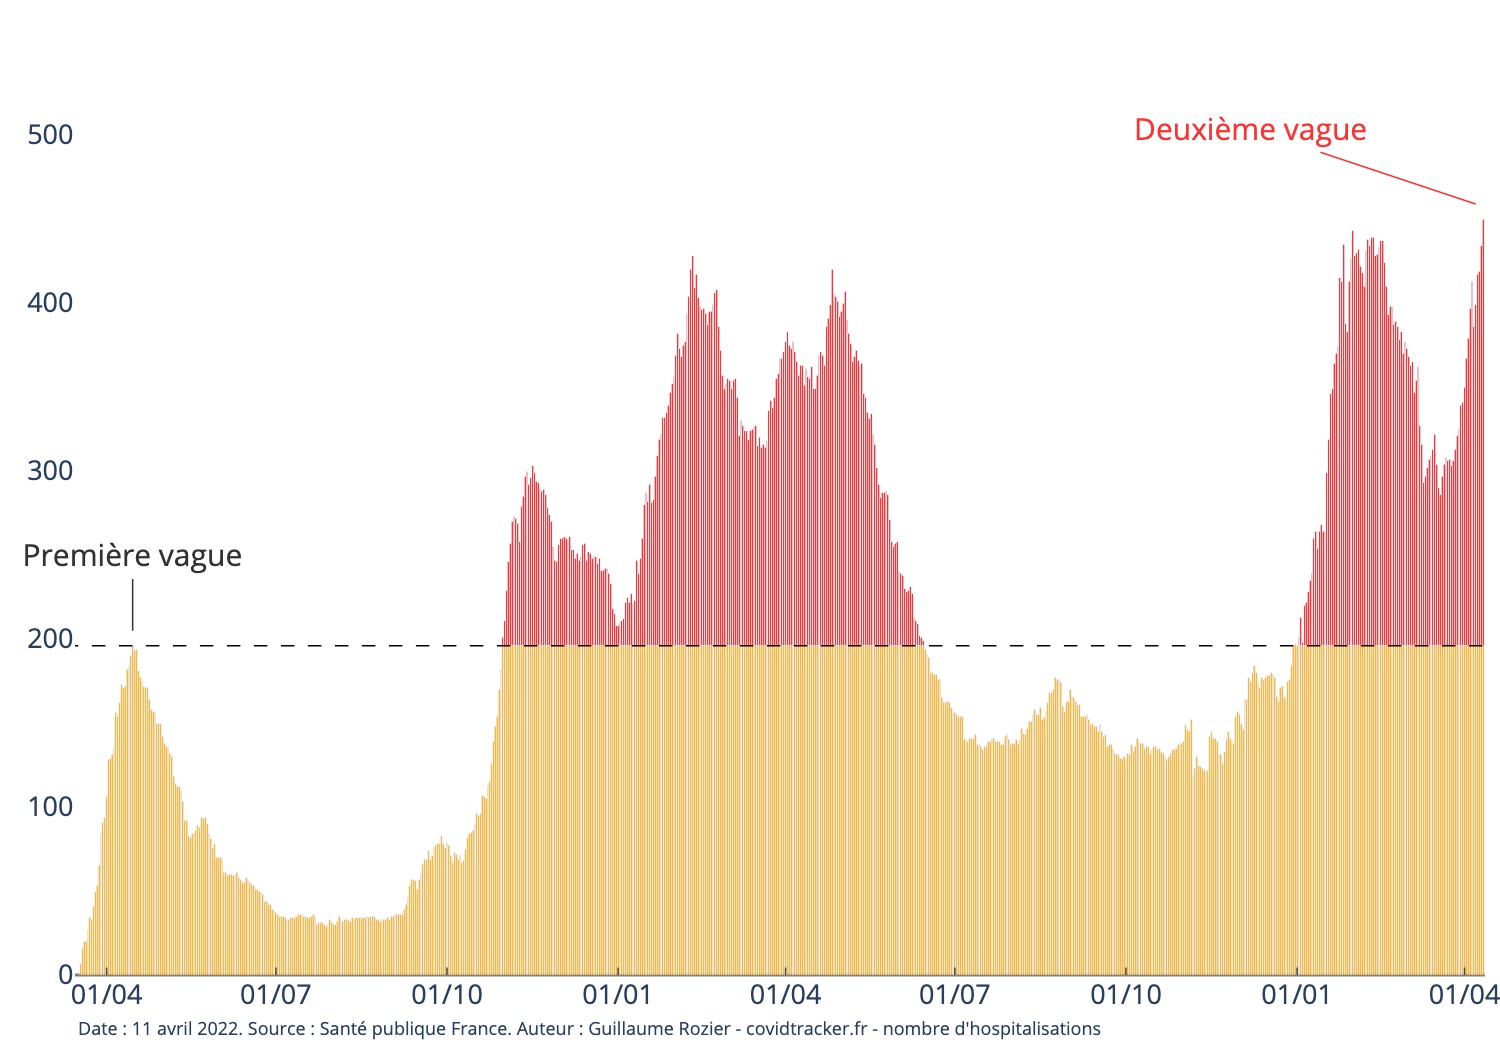 500
Deuxième vague
400
300
Première vague
200
100
0
01/04 01/07 01/10 01/01 01/04 01/07 01/10 01/01 01/04
Date : 11 avril 2022. Source : Santé publique France. Auteur : Guillaume Rozier - covidtracker.fr - nombre d'hospitalisations